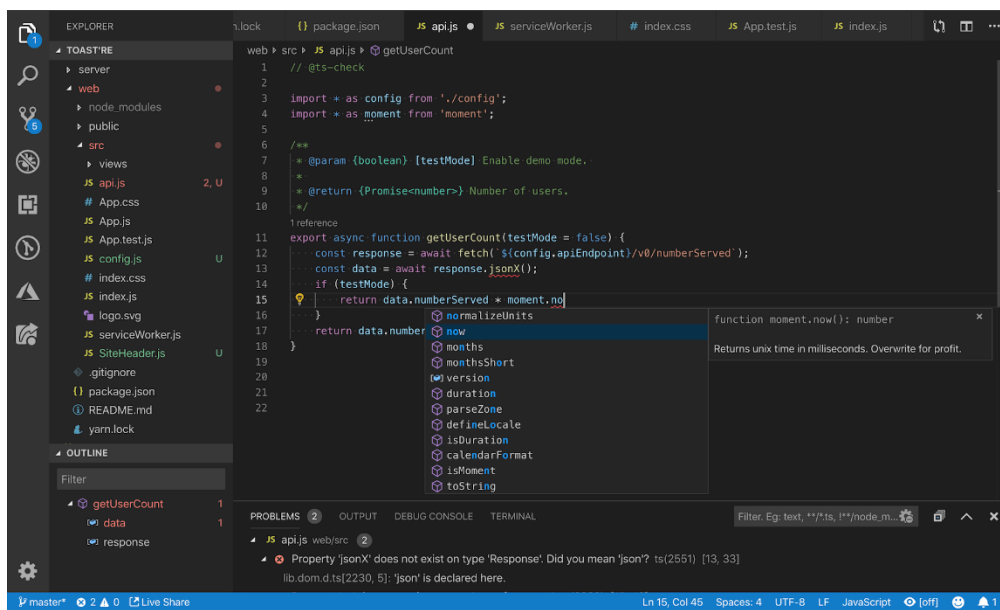 EXPLORER
TOAST'RE
server
web
node_modules
public
src
views
JS api.js 2, U
# App.css
JS App.js
JS App.test.js
JS config.js U
# index.css
JS index.js
logo.svg
JS serviceWorker.js
JS SiteHeader.js U
.gitignore
{} package.json
README.md
yarn.lock
OUTLINE
Filter
getUserCount 1
data 1
response
1
5
n.lock {} package.json JS api.js ● JS serviceWorker.js # index.css JS App.test.js JS index.js
web src JS api.js getUserCount
1 // @ts-check
2
3 import * as config from './config';
4 import * as moment from 'moment';
5
6 /**
7 * @param {boolean} [testMode] Enable demo mode.
8 *
9 * @return {Promise<number>} Number of users.
10 */
1 reference
11 export async function getUserCount(testMode = false) {
12 const response = await fetch(`${config.apiEndpoint}/v0/numberServed`);
13 const data = await response.jsonX();
14 if (testMode) {
15 return data.numberServed * moment.no
16 }
17 return data.number
18 }
19
20
21
22
normalizeUnits
now
months
monthsShort
version
duration
parseZone
defineLocale
isDuration
calendarFormat
isMoment
toString
function moment.now(): number ×
Returns unix time in milliseconds. Overwrite for profit.
PROBLEMS 2 OUTPUT DEBUG CONSOLE TERMINAL Filter. Eg: text, **/*.ts, !**/node_m...
JS api.js web/src 2
Property 'jsonX' does not exist on type 'Response'. Did you mean 'json'? ts(2551) [13, 33]
lib.dom.d.ts[2230, 5]: 'json' is declared here.
master* 2 0 Live Share Ln 15, Col 45 Spaces: 4 UTF-8 LF JavaScript [off] 1